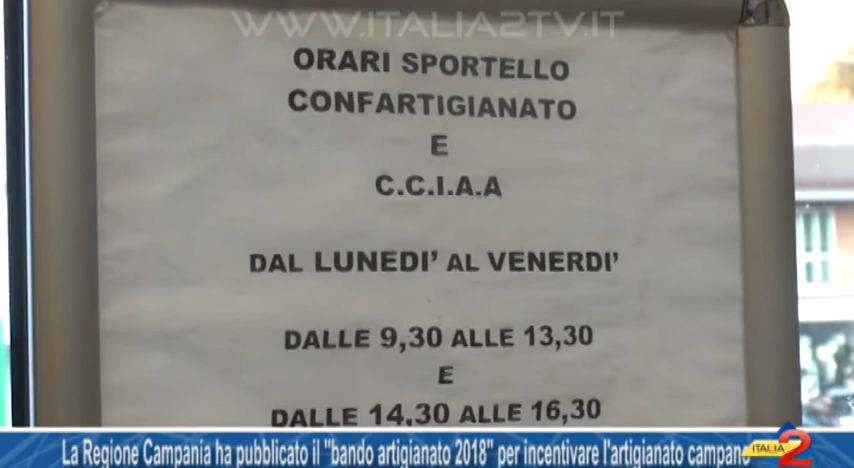 WWW.ITALIA2TV.IT
ORARI SPORTELLO
CONFARTIGIANATO
E
C.C.I.A.A
DAL LUNEDI' AL VENERDI'
DALLE 9,30 ALLE 13,30
E
DALLE 14,30 ALLE 16,30
La Regione Campania ha pubblicato il "bando artigianato 2018" per incentivare l'artigianato campano
ITALIA 2